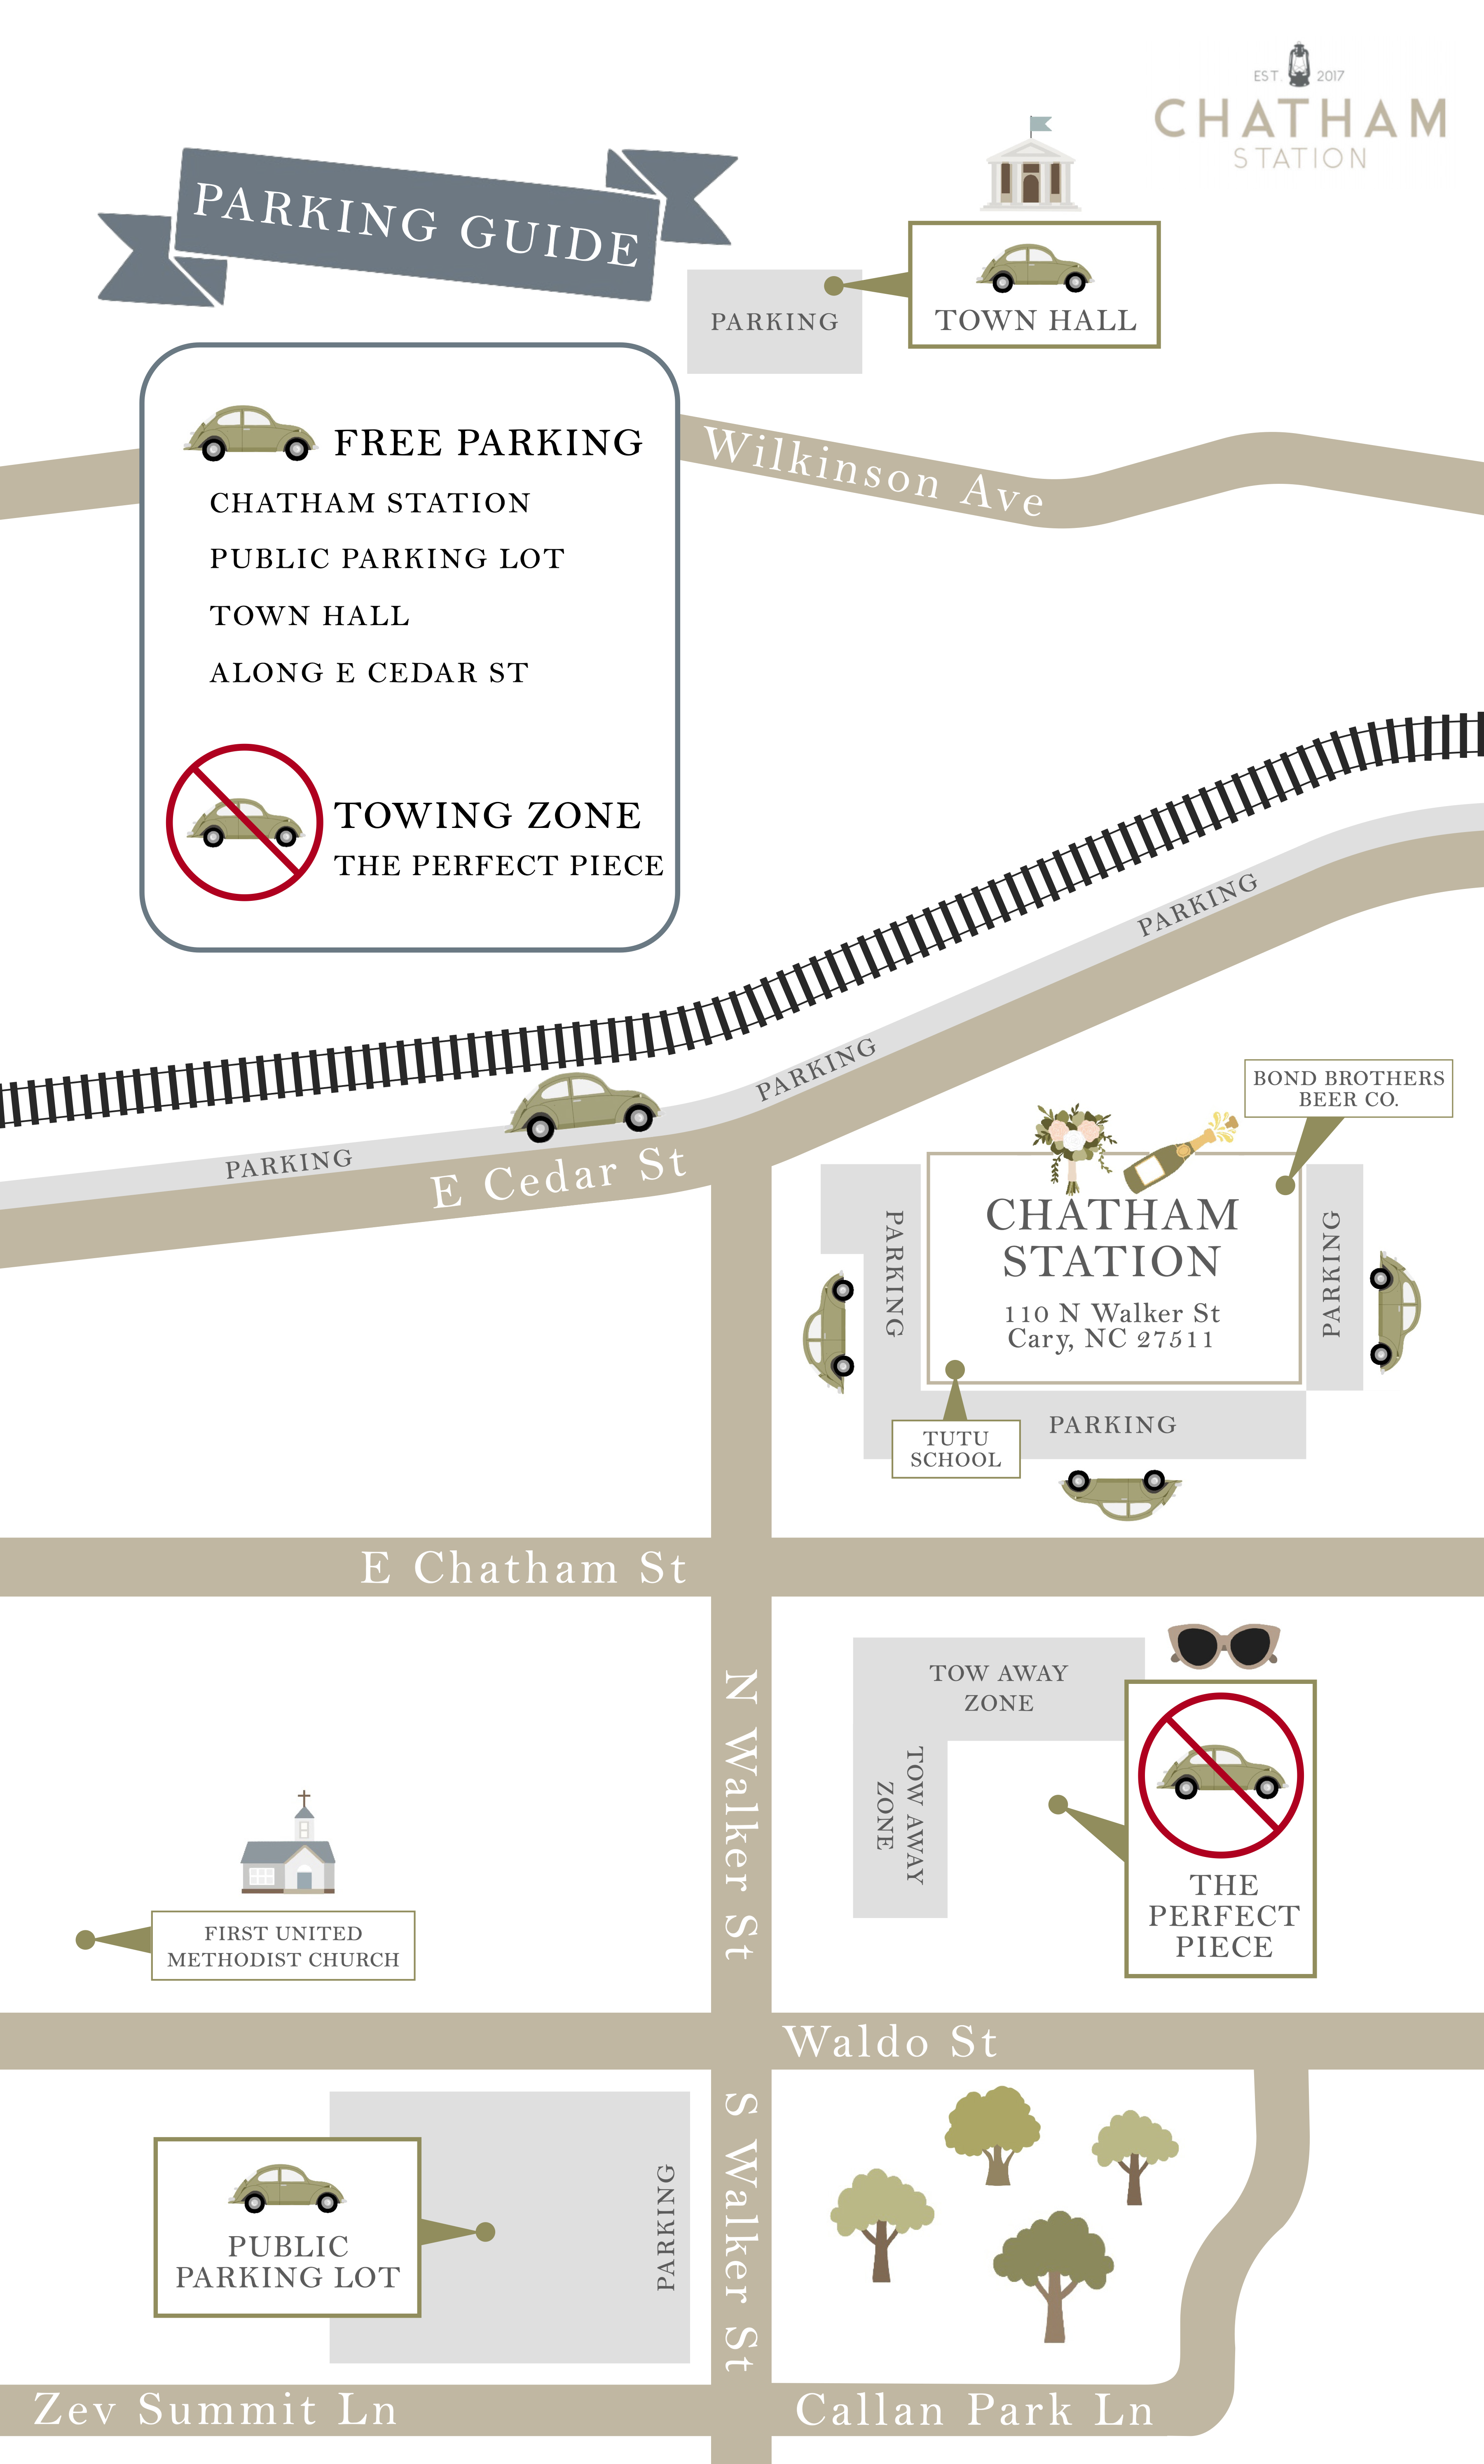 EST. 2017
CHATHAM
STATION
PARKING GUIDE
PARKING
TOWN HALL
FREE PARKING
CHATHAM STATION
PUBLIC PARKING LOT
TOWN HALL
ALONG E CEDAR ST
TOWING ZONE
THE PERFECT PIECE
Wilkinson Ave
PARKING
PARKING
PARKING
E Cedar St
BOND BROTHERS
BEER CO.
CHATHAM
STATION
110 N Walker St
Cary, NC 27511
PARKING
PARKING
PARKING
TUTU
SCHOOL
E Chatham St
N Walker St
TOW AWAY
ZONE
TOW AWAY
ZONE
THE
PERFECT
PIECE
FIRST UNITED
METHODIST CHURCH
Waldo St
S Walker St
PUBLIC
PARKING LOT
PARKING
Zev Summit Ln
Callan Park Ln